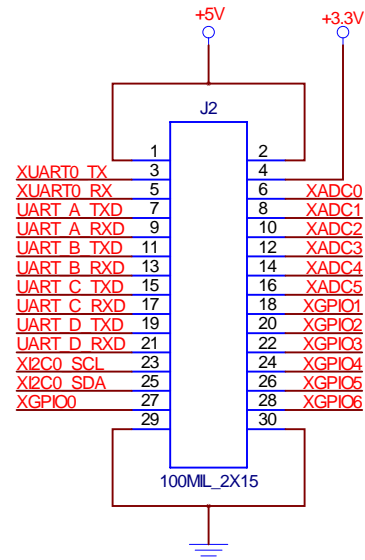 +5V
+3.3V
J2
1 2
XUART0_TX 3 4
XUART0_RX 5 6 XADC0
UART_A_TXD 7 8 XADC1
UART_A_RXD 9 10 XADC2
UART_B_TXD 11 12 XADC3
UART_B_RXD 13 14 XADC4
UART_C_TXD 15 16 XADC5
UART_C_RXD 17 18 XGPIO1
UART_D_TXD 19 20 XGPIO2
UART_D_RXD 21 22 XGPIO3
XI2C0_SCL 23 24 XGPIO4
XI2C0_SDA 25 26 XGPIO5
XGPIO0 27 28 XGPIO6
29 30
100MIL_2X15